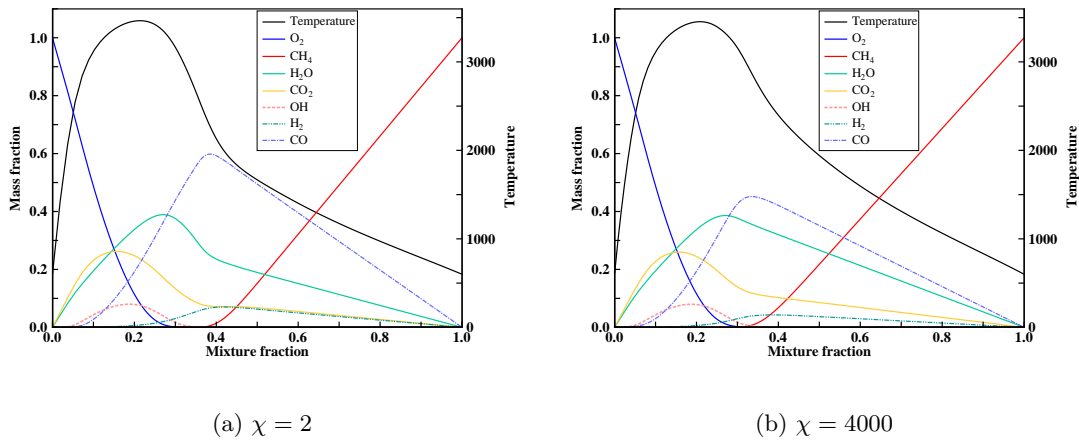 Mass fraction
1.0
0.8
0.6
0.4
0.2
0.0
Temperature
O2
CH4
H2O
CO2
OH
H2
CO
3000
2000
1000
0
Temperature
0.0 0.2 0.4 0.6 0.8 1.0
Mixture fraction
(a) χ = 2
Mass fraction
1.0
0.8
0.6
0.4
0.2
0.0
Temperature
O2
CH4
H2O
CO2
OH
H2
CO
3000
2000
1000
0
Temperature
0.0 0.2 0.4 0.6 0.8 1.0
Mixture fraction
(b) χ = 4000